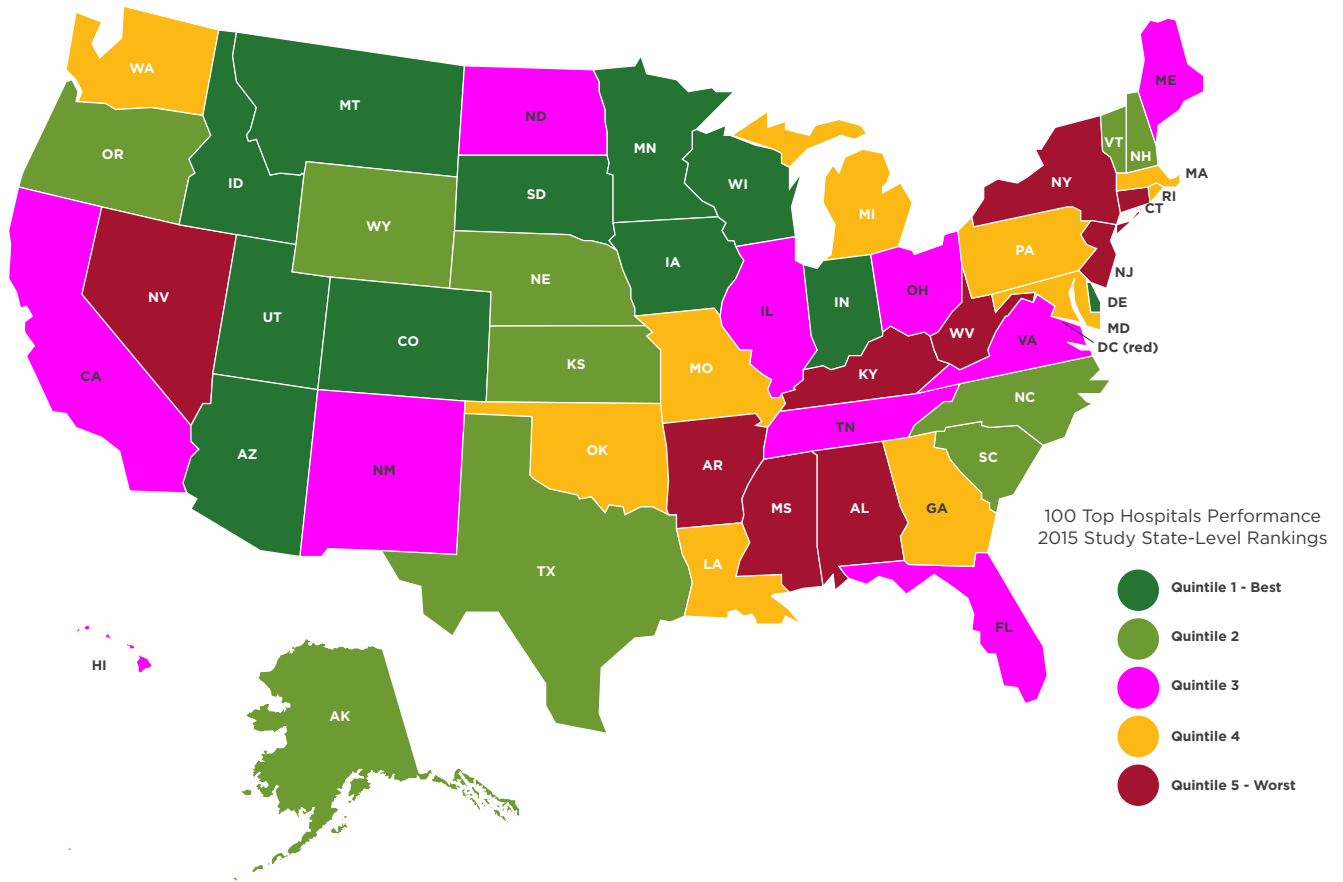 WA
ME
MT
ND
MN
VT
NH
OR
ID
SD
WI
NY
MA
RI
CT
MI
WY
PA
IA
NE
NJ
NV
OH
IN
DE
UT
IL
MD
CO
VA
DC (red)
KS
MO
WV
CA
KY
NC
TN
AZ
NM
OK
AR
SC
MS
AL
GA
100 Top Hospitals Performance
2015 Study State-Level Rankings
LA
TX
Quintile 1 - Best
FL
Quintile 2
HI
Quintile 3
AK
Quintile 4
Quintile 5 - Worst